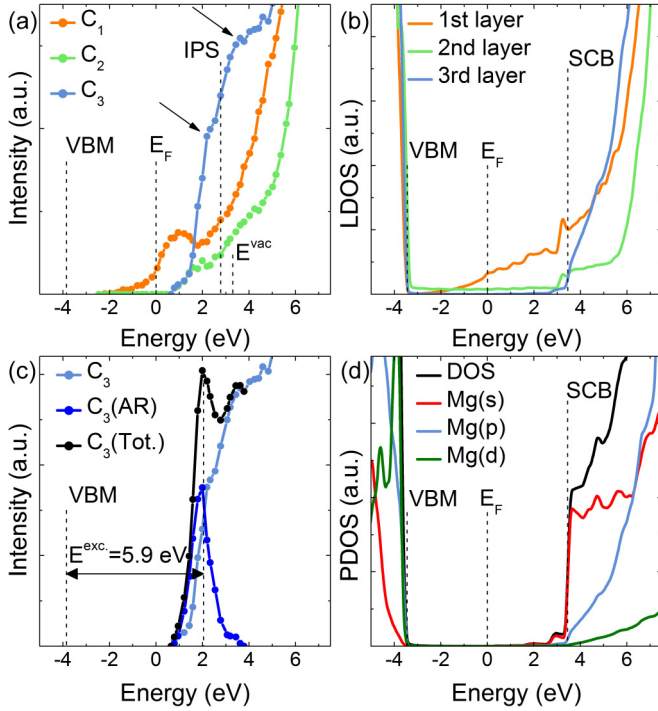 (a)
C1
C2
C3
IPS
VBM
EF
Evac
Intensity (a.u.)
-4 -2 0 2 4 6
Energy (eV)
(b)
1st layer
2nd layer
3rd layer
SCB
VBM
EF
LDOS (a.u.)
-4 -2 0 2 4 6
Energy (eV)
(c)
C3
C3(AR)
C3(Tot.)
VBM
Eexc.=5.9 eV
Intensity (a.u.)
-4 -2 0 2 4 6
Energy (eV)
(d)
DOS
Mg(s)
Mg(p)
Mg(d)
SCB
VBM
EF
PDOS (a.u.)
-4 -2 0 2 4 6
Energy (eV)